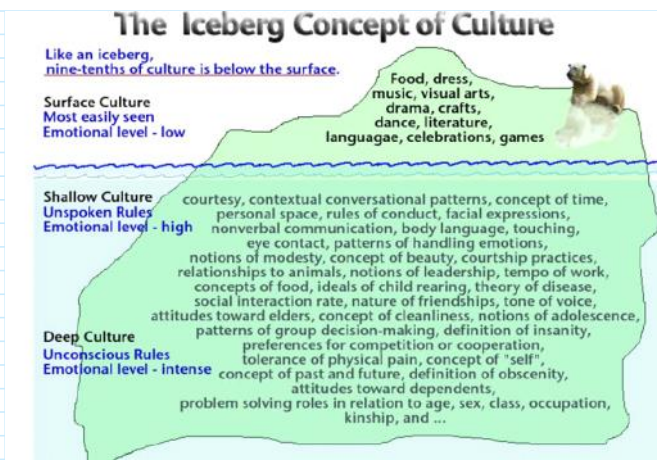 The Iceberg Concept of Culture
Like an iceberg,
nine-tenths of culture is below the surface.
Surface Culture
Most easily seen
Emotional level - low
Food, dress,
music, visual arts,
drama, crafts,
dance, literature,
languagae, celebrations, games
Shallow Culture
Unspoken Rules
Emotional level - high
courtesy, contextual conversational patterns, concept of time,
personal space, rules of conduct, facial expressions,
nonverbal communication, body language, touching,
eye contact, patterns of handling emotions,
notions of modesty, concept of beauty, courtship practices,
relationships to animals, notions of leadership, tempo of work,
concepts of food, ideals of child rearing, theory of disease,
social interaction rate, nature of friendships, tone of voice,
attitudes toward elders, concept of cleanliness, notions of adolescence,
patterns of group decision-making, definition of insanity,
preferences for competition or cooperation,
tolerance of physical pain, concept of "self",
concept of past and future, definition of obscenity,
attitudes toward dependents,
problem solving roles in relation to age, sex, class, occupation,
kinship, and ...
Deep Culture
Unconscious Rules
Emotional level - intense